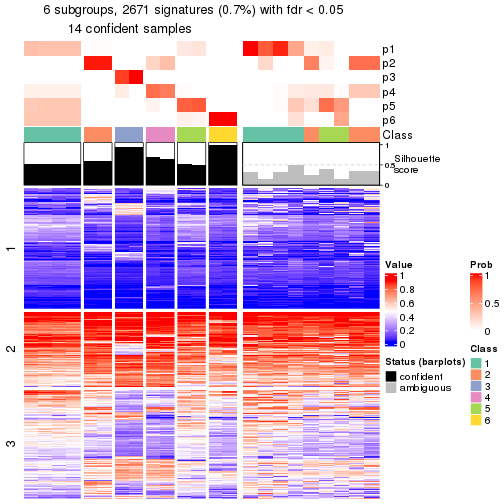 6 subgroups, 2671 signatures (0.7%) with fdr < 0.05
14 confident samples
p1
p2
p3
p4
p5
p6
Class
1
0.5
0
Silhouette
score
1
2
3
Value
1
0.8
0.6
0.4
0.2
0
Prob
1
0.5
0
Status (barplots)
confident
ambiguous
Class
1
2
3
4
5
6